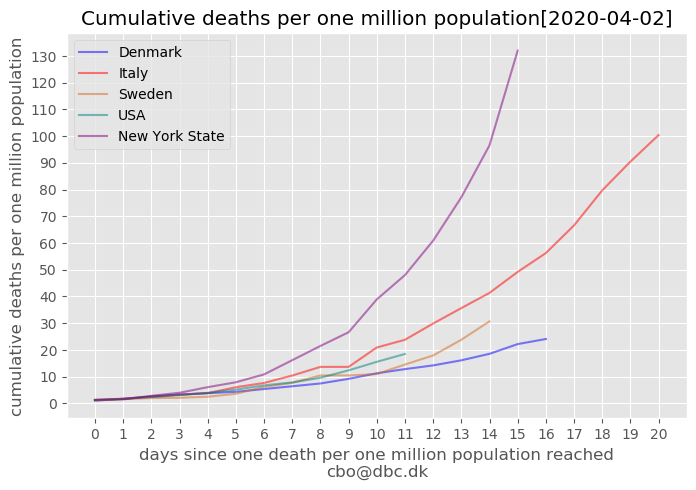 Cumulative deaths per one million population[2020-04-02]
cumulative deaths per one million population
130
120
110
100
90
80
70
60
50
40
30
20
10
0
Denmark
Italy
Sweden
USA
New York State
0 1 2 3 4 5 6 7 8 9 10 11 12 13 14 15 16 17 18 19 20
days since one death per one million population reached
cbo@dbc.dk